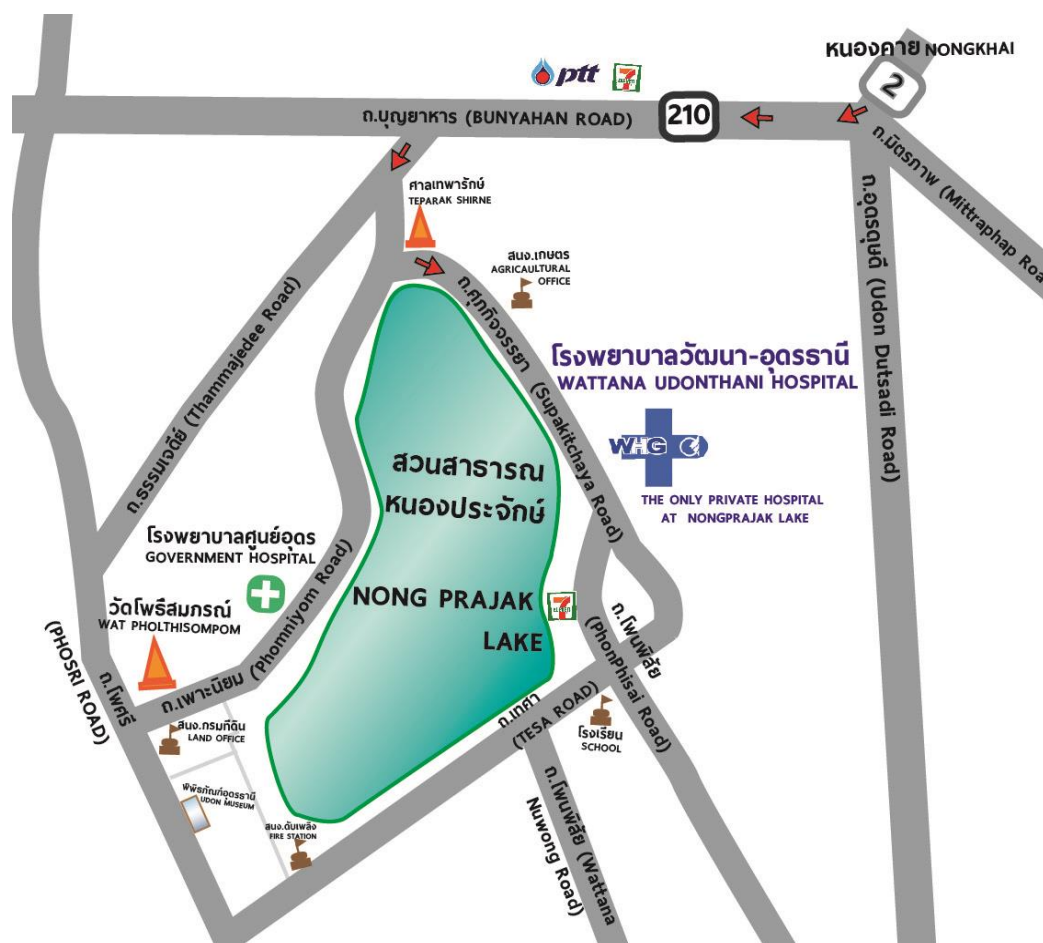 หนองคาย NONGKHAI
2
ptt
7
ELEVEN
ถ.บุญยาหาร (BUNYAHAN ROAD)
210
ถ.มิตรภาพ (Mittraphap Road
ถ.อุดรดุษดี (Udon Dutsadi Road)
ศาลเทพารักษ์
TEPARAK SHIRNE
สนง.เกษตร
AGRICAULTURAL
OFFICE
ถ.ศุภกิจจรรยา (Supakitchaya Road)
ถ.ธรรมเจดีย์ (Thammajedee Road)
โรงพยาบาลวัฒนา-อุดรธานี
WATTANA UDONTHANI HOSPITAL
WHG
THE ONLY PRIVATE HOSPITAL
AT NONGPRAJAK LAKE
สวนสาธารณ
หนองประจักษ์
NONG PRAJAK
LAKE
โรงพยาบาลศูนย์อุดร
GOVERNMENT HOSPITAL
วัดโพธิสมภรณ์
WAT PHOLTHISOMPOM
7
ELEVEN
ถ.เพาะนิยม (Phomniyom Road)
ถ.โพศรี
(PHOSRI ROAD)
ถ.โพนพิสัย
(PhonPhisai Road)
สนง.กรมที่ดิน
LAND OFFICE
ถ.เทศา
(TESA ROAD)
โรงเรียน
SCHOOL
พิพิธภัณฑ์อุดรธานี
UDON MUSEUM
สนง.ดับเพลิง
FIRE STATION
ถ.โพนพิสัย (Wattana
Nuwong Road)